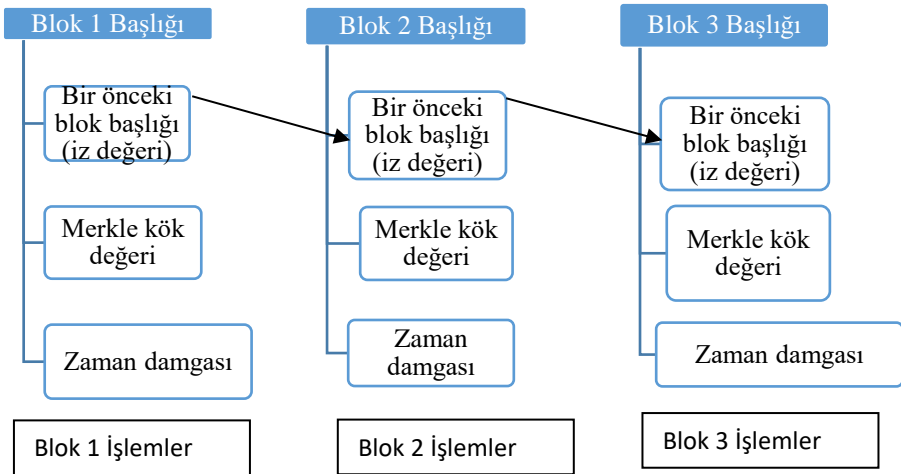 Blok 1 Başlığı
Bir önceki
blok başlığı
(iz değeri)
Merkle kök
değeri
Zaman damgası
Blok 1 İşlemler
Blok 2 Başlığı
Bir önceki
blok başlığı
(iz değeri)
Merkle kök
değeri
Zaman
damgası
Blok 2 İşlemler
Blok 3 Başlığı
Bir önceki
blok başlığı
(iz değeri)
Merkle kök
değeri
Zaman damgası
Blok 3 İşlemler